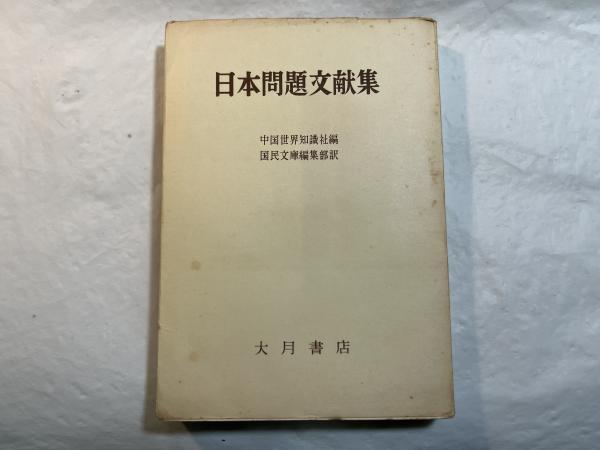 日本問題文献集
中国世界知識社編
国民文庫編集部訳
大月書店